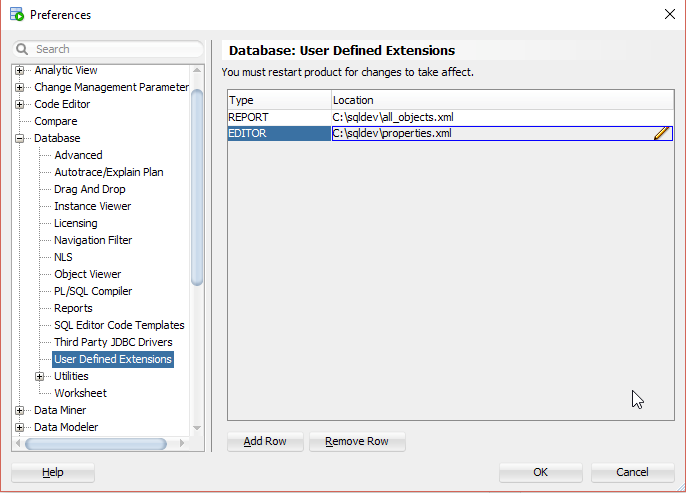 Preferences
Search
Analytic View
Change Management Parameter
Code Editor
Compare
Database
Advanced
Autotrace/Explain Plan
Drag And Drop
Instance Viewer
Licensing
Navigation Filter
NLS
Object Viewer
PL/SQL Compiler
Reports
SQL Editor Code Templates
Third Party JDBC Drivers
User Defined Extensions
Utilities
Worksheet
Data Miner
Data Modeler
Database: User Defined Extensions
You must restart product for changes to take affect.
Type Location
REPORT C:\sqldev\all_objects.xml
EDITOR C:\sqldev\properties.xml
Add Row Remove Row
Help OK Cancel